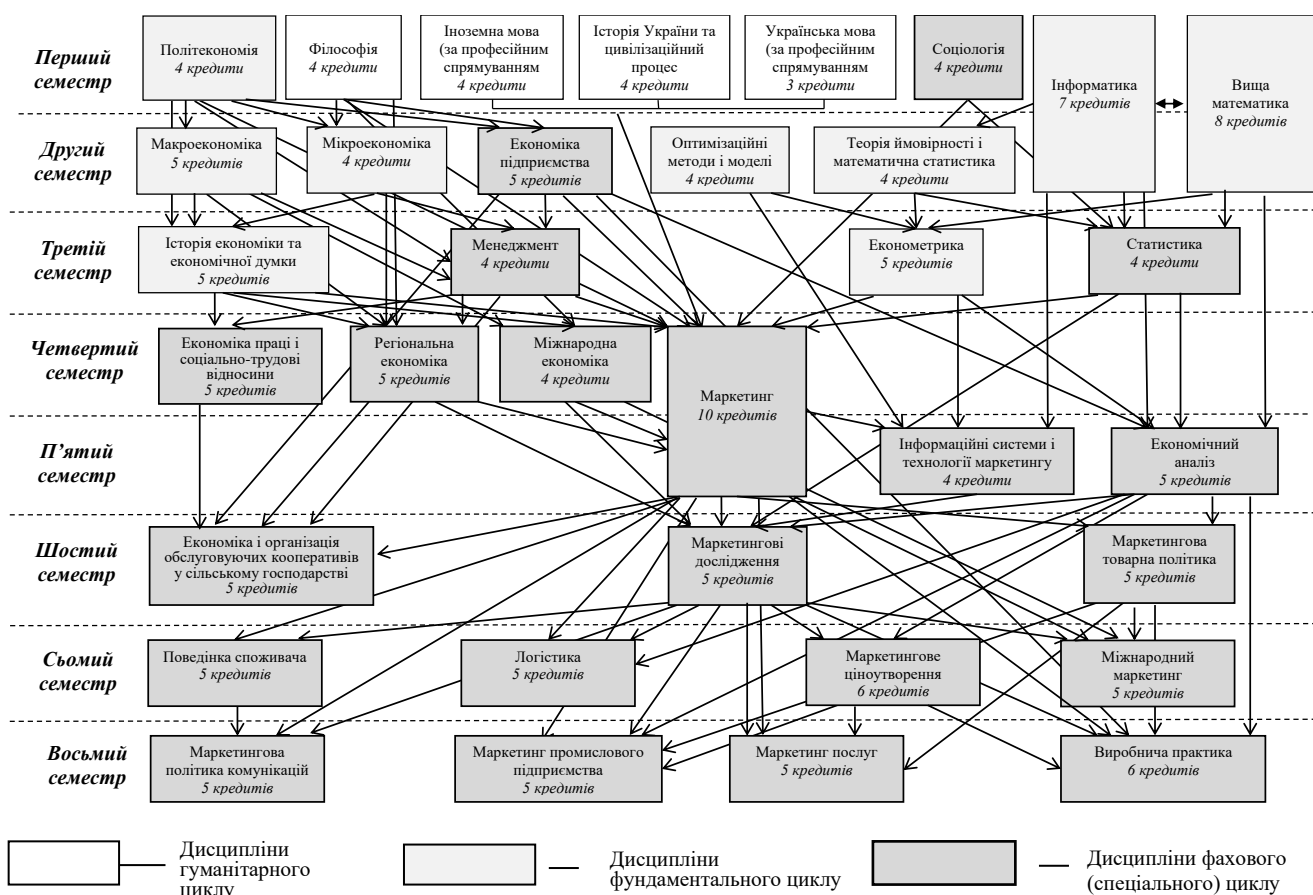 Перший
семестр
Політекономія
4 кредити
Філософія
4 кредити
Іноземна мова
(за професійним
спрямуванням
4 кредити
Історія України та
цивілізаційний
процес
4 кредити
Українська мова
(за професійним
спрямуванням
3 кредити
Соціологія
4 кредити
Інформатика
7 кредитів
Вища
математика
8 кредитів
Другий
семестр
Макроекономіка
5 кредитів
Мікроекономіка
4 кредити
Економіка
підприємства
5 кредитів
Оптимізаційні
методи і моделі
4 кредити
Теорія ймовірності і
математична статистика
4 кредити
Третій
семестр
Історія економіки та
економічної думки
5 кредитів
Менеджмент
4 кредити
Економетрика
5 кредитів
Статистика
4 кредити
Четвертий
семестр
Економіка праці і
соціально-трудові
відносини
5 кредитів
Регіональна
економіка
5 кредитів
Міжнародна
економіка
4 кредити
Маркетинг
10 кредитів
П’ятий
семестр
Інформаційні системи і
технології маркетингу
4 кредити
Економічний
аналіз
5 кредитів
Шостий
семестр
Економіка і організація
обслуговуючих кооперативів
у сільському господарстві
5 кредитів
Маркетингові
дослідження
5 кредитів
Маркетингова
товарна політика
5 кредитів
Сьомий
семестр
Поведінка споживача
5 кредитів
Логістика
5 кредитів
Маркетингове
ціноутворення
6 кредитів
Міжнародний
маркетинг
5 кредитів
Восьмий
семестр
Маркетингова
політика комунікацій
5 кредитів
Маркетинг промислового
підприємства
5 кредитів
Маркетинг послуг
5 кредитів
Виробнича практика
6 кредитів
Дисципліни
гуманітарного
циклу
Дисципліни
фундаментального циклу
Дисципліни фахового
(спеціального) циклу